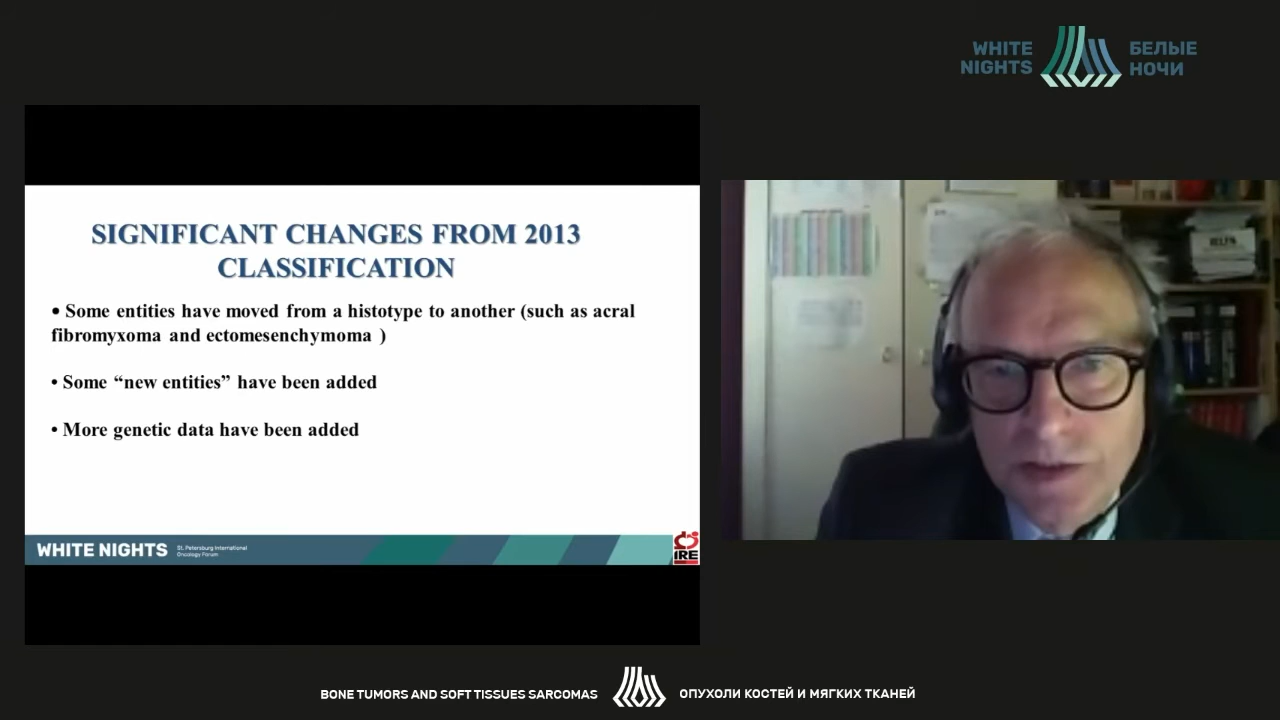 WHITE
NIGHTS
БЕЛЫЕ
НОЧИ
SIGNIFICANT CHANGES FROM 2013
CLASSIFICATION
• Some entities have moved from a histotype to another (such as acral
fibromyxoma and ectomesenchymoma )
• Some “new entities” have been added
• More genetic data have been added
WHITE NIGHTS
St. Petersburg International
Oncology Forum
IRE
BONE TUMORS AND SOFT TISSUES SARCOMAS
ОПУХОЛИ КОСТЕЙ И МЯГКИХ ТКАНЕЙ